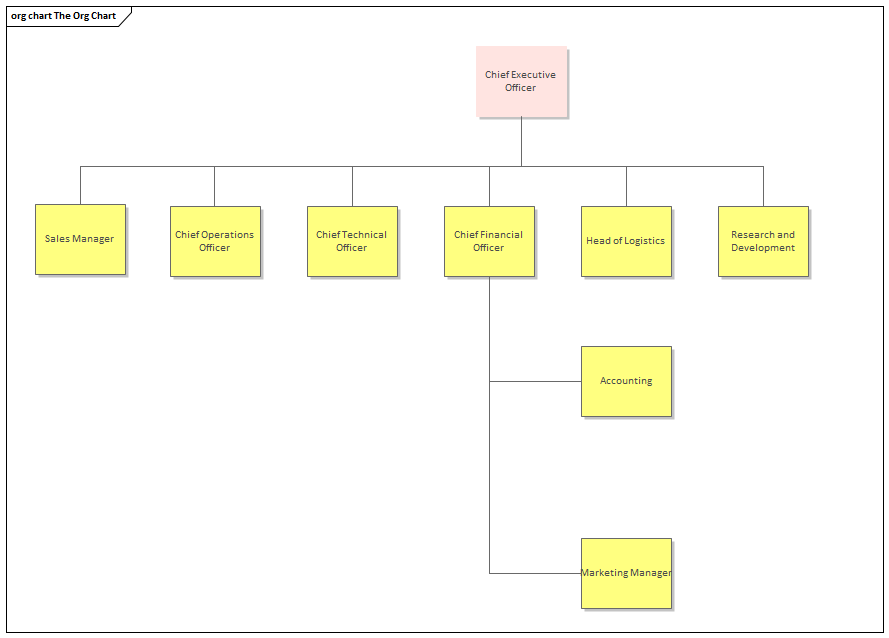 org chart The Org Chart
Chief Executive
Officer
Sales Manager
Chief Operations
Officer
Chief Technical
Officer
Chief Financial
Officer
Head of Logistics
Research and
Development
Accounting
Marketing Manager